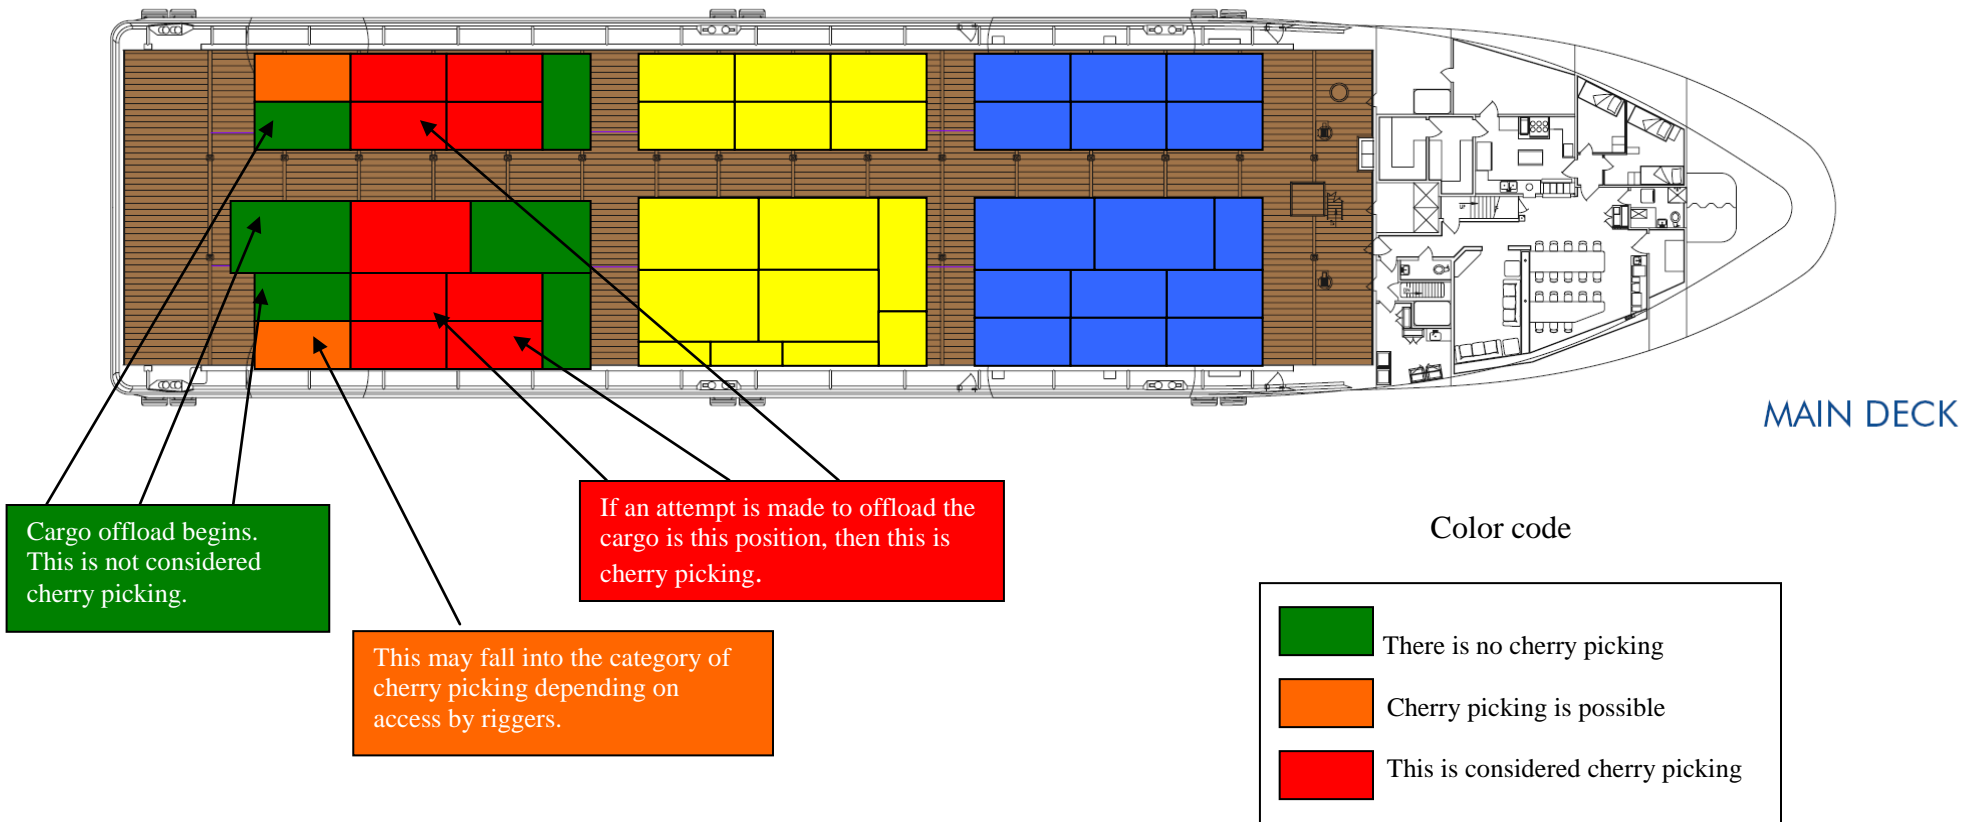 MAIN DECK
Cargo offload begins.
This is not considered
cherry picking.
If an attempt is made to offload the
cargo is this position, then this is
cherry picking.
This may fall into the category of
cherry picking depending on
access by riggers.
Color code
There is no cherry picking
Cherry picking is possible
This is considered cherry picking